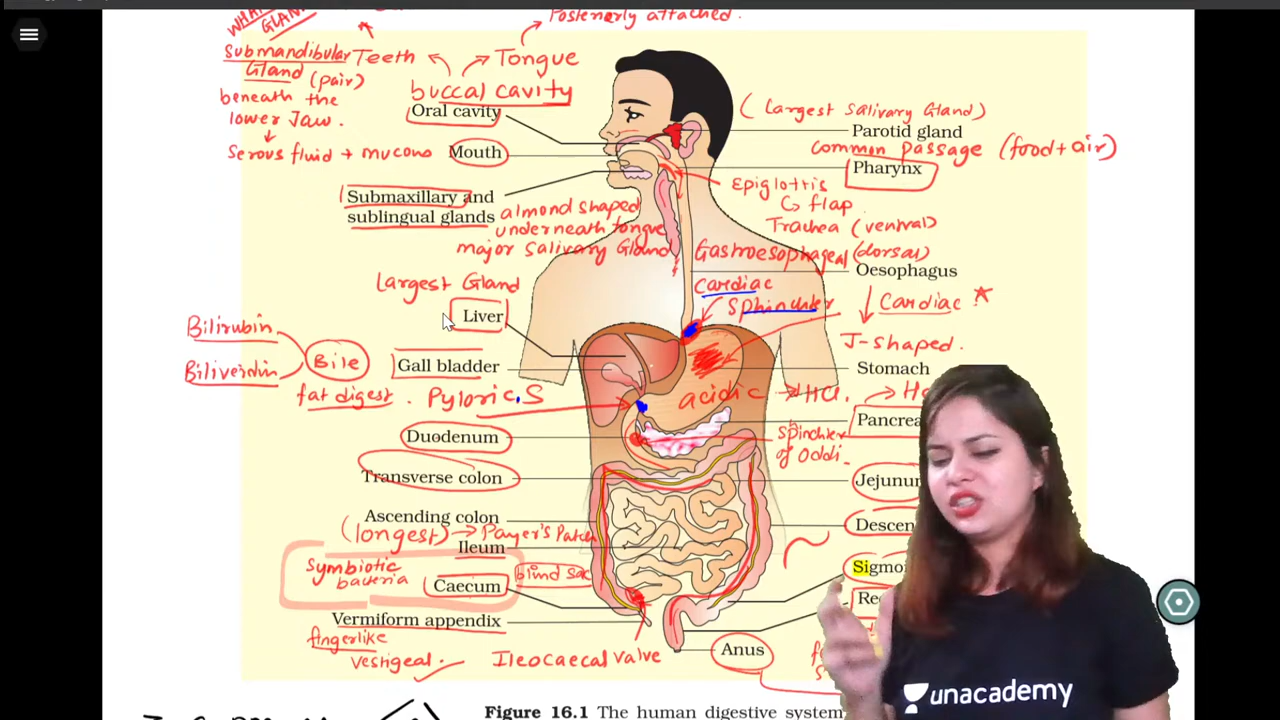 WHAT
GLAND
Posteriorly attached.
Submandibular
Gland (pair)
beneath the
lower Jaw.
Serous fluid + mucous
Teeth
Tongue
buccal cavity
Oral cavity
Mouth
Submaxillary and
sublingual glands
almond shaped
underneath tongue
major Salivary Gland
(Largest Salivary Gland)
Parotid gland
common passage (food+air)
Pharynx
Epiglottis
flap
Trachea (ventral)
Gastroesophageal (dorsal)
Oesophagus
cardiac
Sphincter
Cardiac
J-shaped.
Stomach
Largest Gland
Liver
Bilirubin
Biliverdin
Bile
Gall bladder
fat digest.
Pyloric.S
acidic → HCl.
Pancrea
Duodenum
Spinchter
of Oddi.
Transverse colon
Jejunu
Ascending colon
(longest) → Payer's Patch
Descen
Ileum
Symbiotic
bacteria
Caecum
blind sac
Sigmo
Re
Vermiform appendix
fingerlike
vestigeal.
Ileocaecal valve
Anus
unacademy
Figure 16.1 The human digestive system